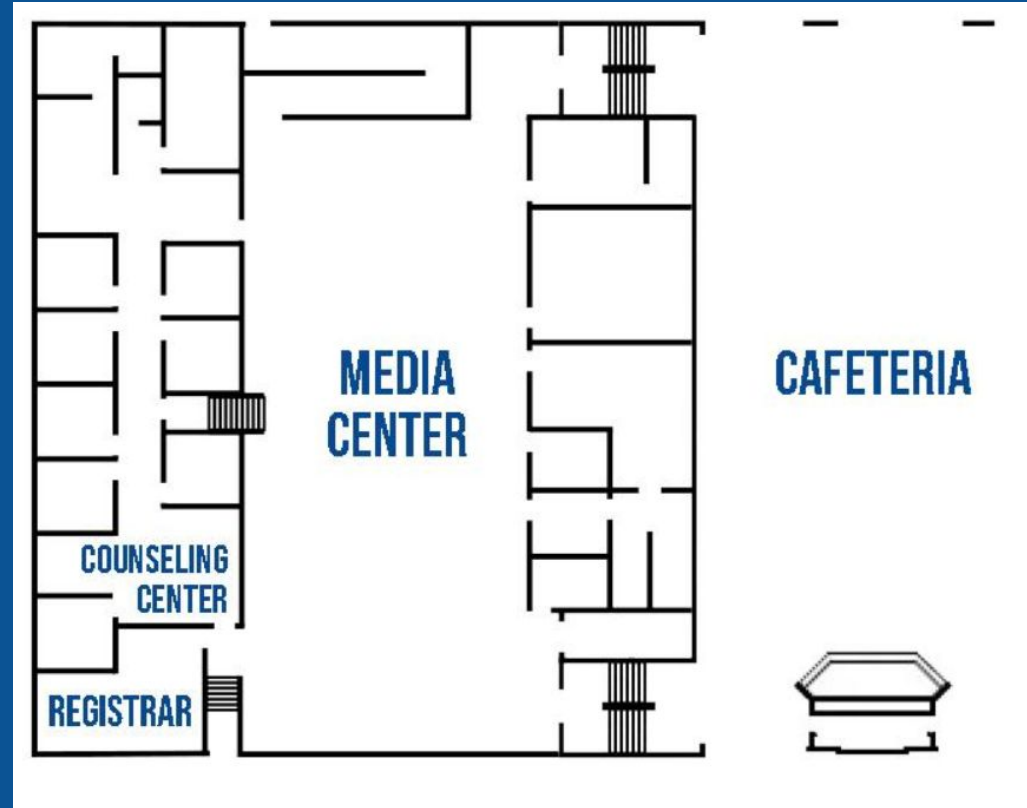 MEDIA
CENTER
CAFETERIA
COUNSELING
CENTER
REGISTRAR